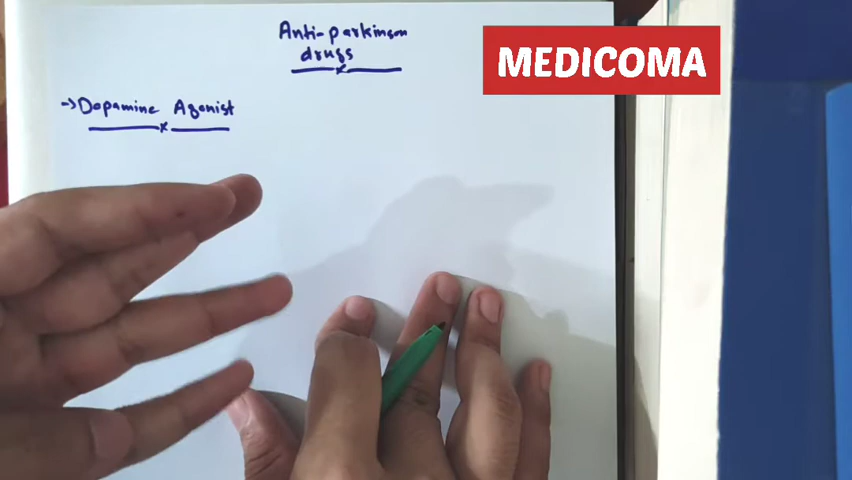 Anti-parkinson
drugs
MEDICOMA
→Dopamine Agonist